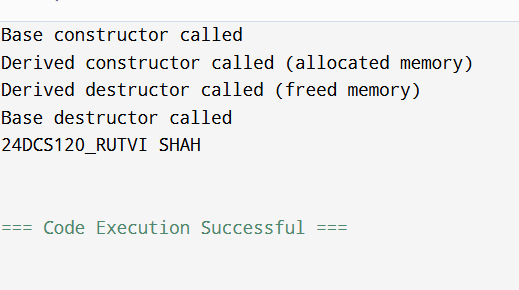 Base constructor called
Derived constructor called (allocated memory)
Derived destructor called (freed memory)
Base destructor called
24DCS120_RUTVI SHAH
=== Code Execution Successful ===